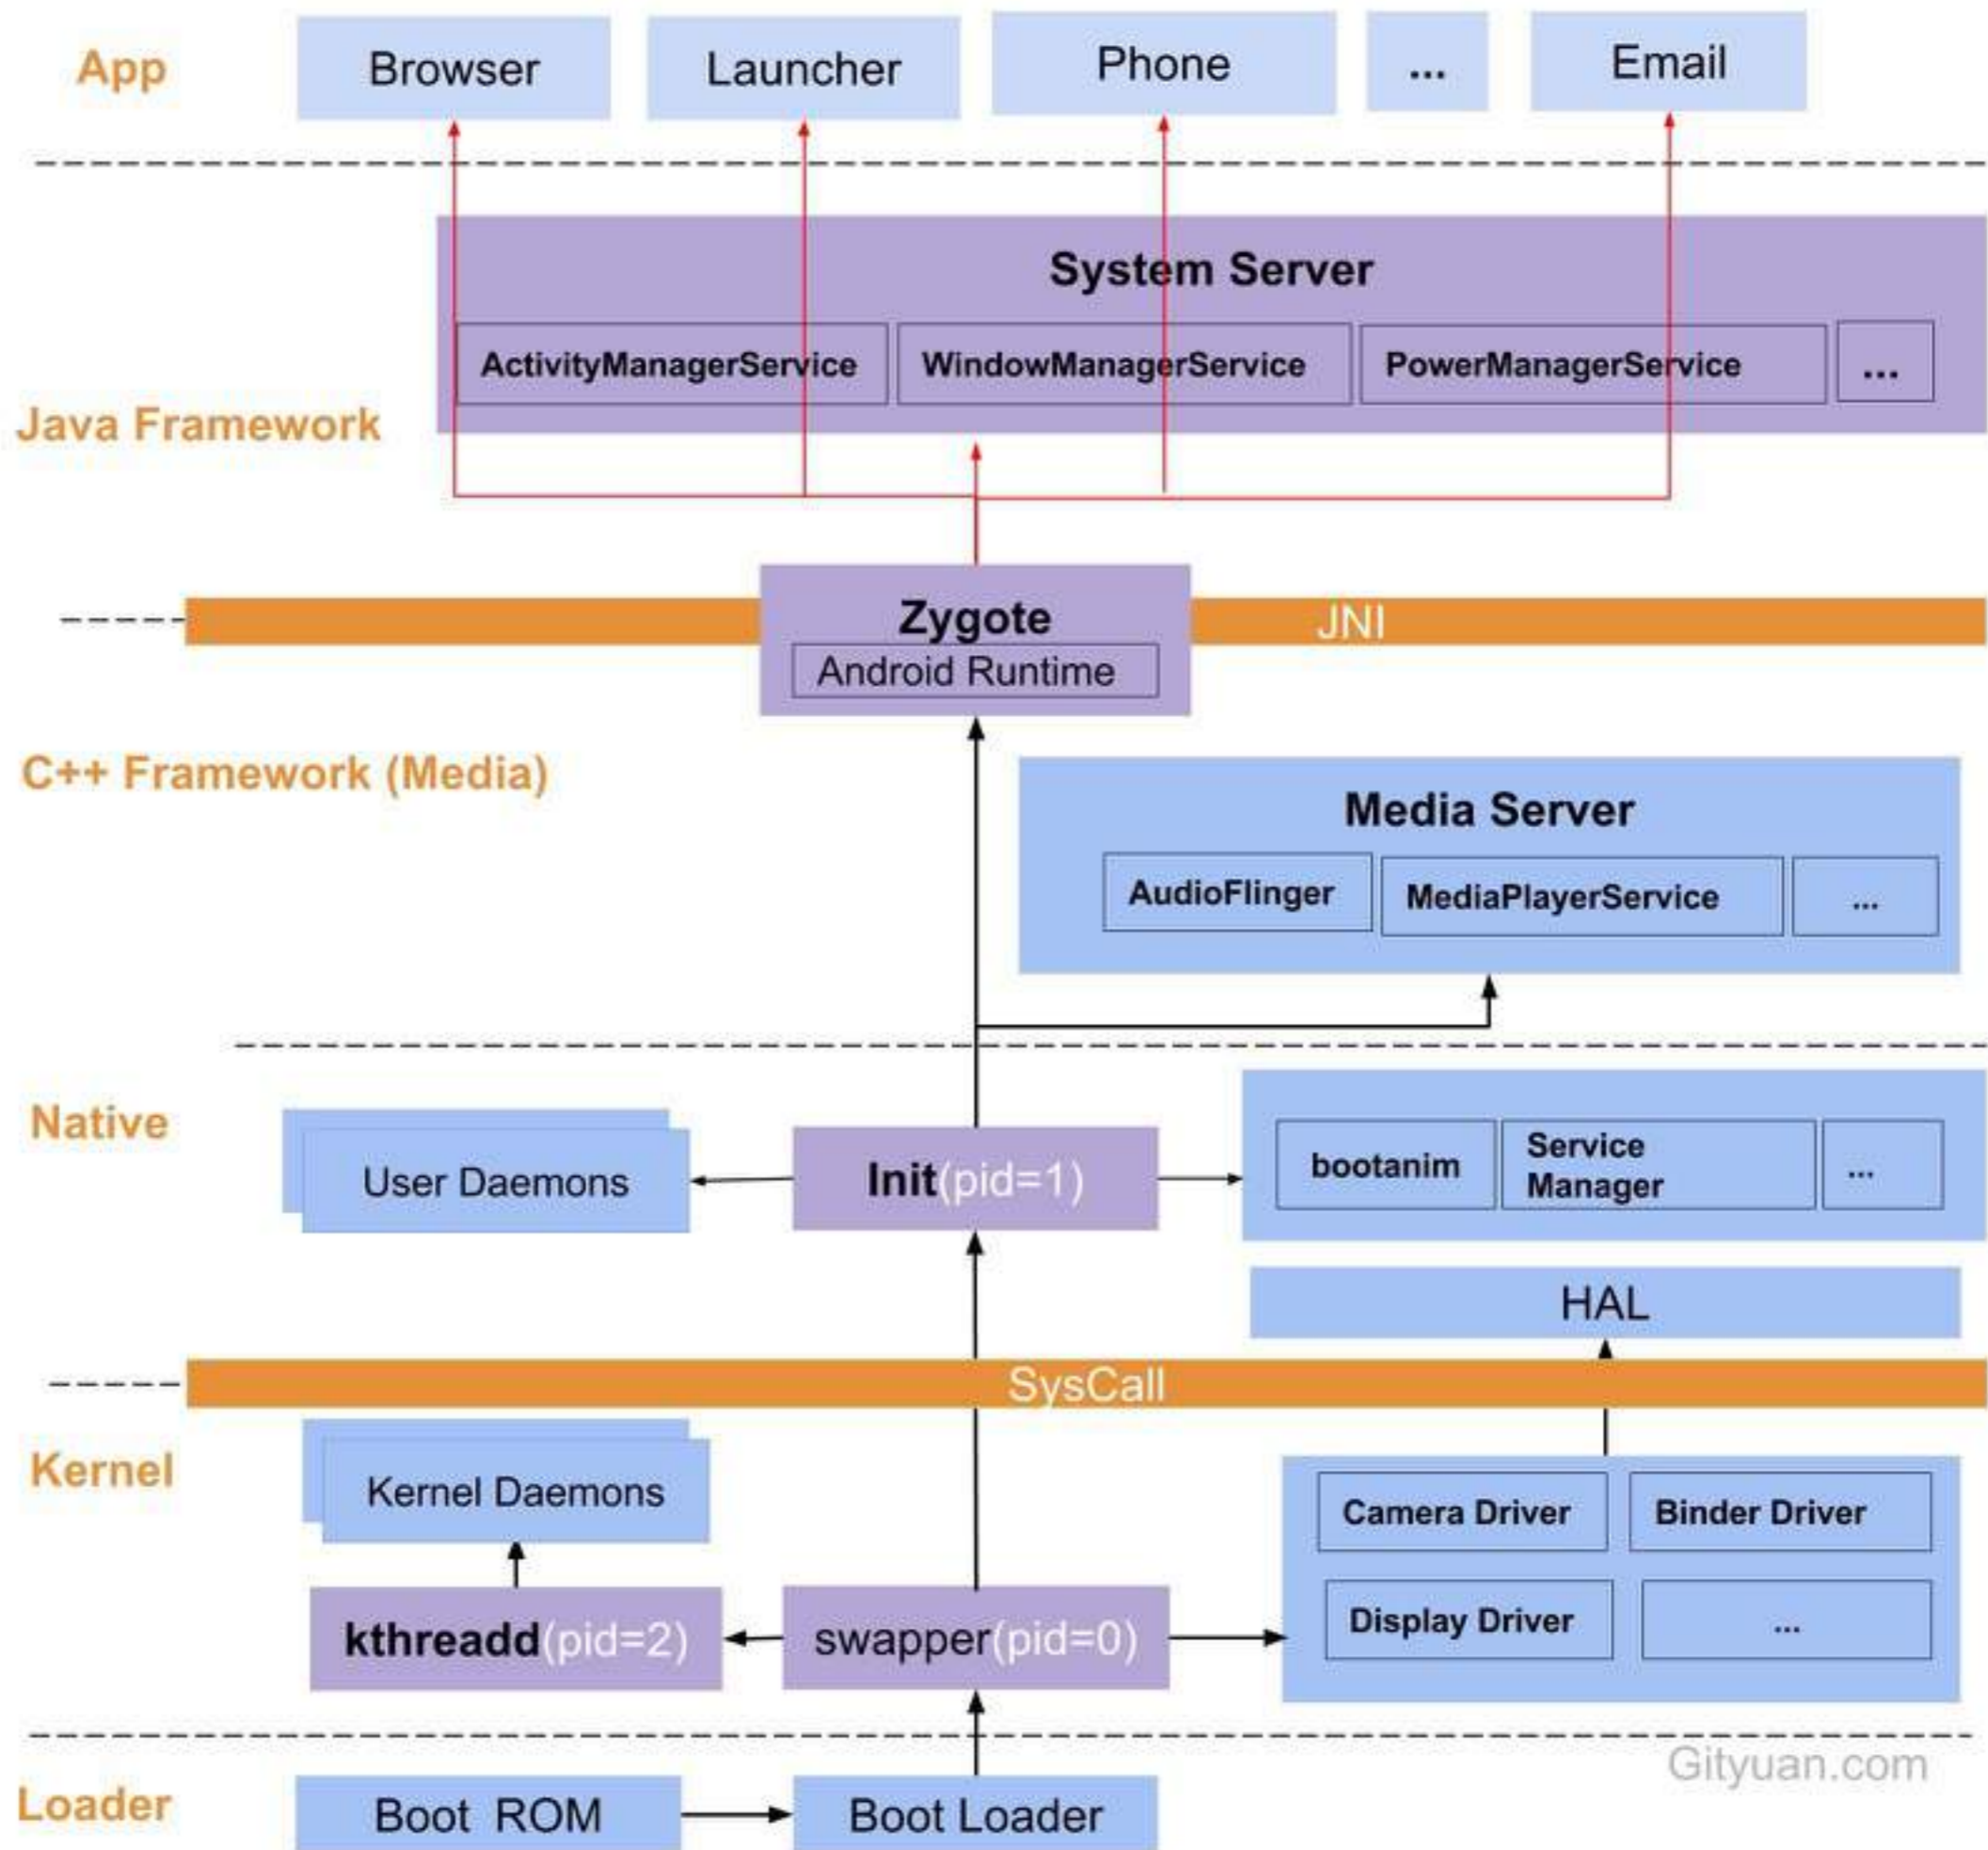 App
Browser
Launcher
Phone
...
Email
System Server
ActivityManagerService
WindowManagerService
PowerManagerService
...
Java Framework
Zygote
JNI
Android Runtime
C++ Framework (Media)
Media Server
AudioFlinger
MediaPlayerService
...
Native
User Daemons
Init(pid=1)
bootanim
Service
Manager
...
HAL
SysCall
Kernel
Kernel Daemons
Camera Driver
Binder Driver
kthreadd(pid=2)
swapper(pid=0)
Display Driver
...
Gityuan.com
Loader
Boot ROM
Boot Loader